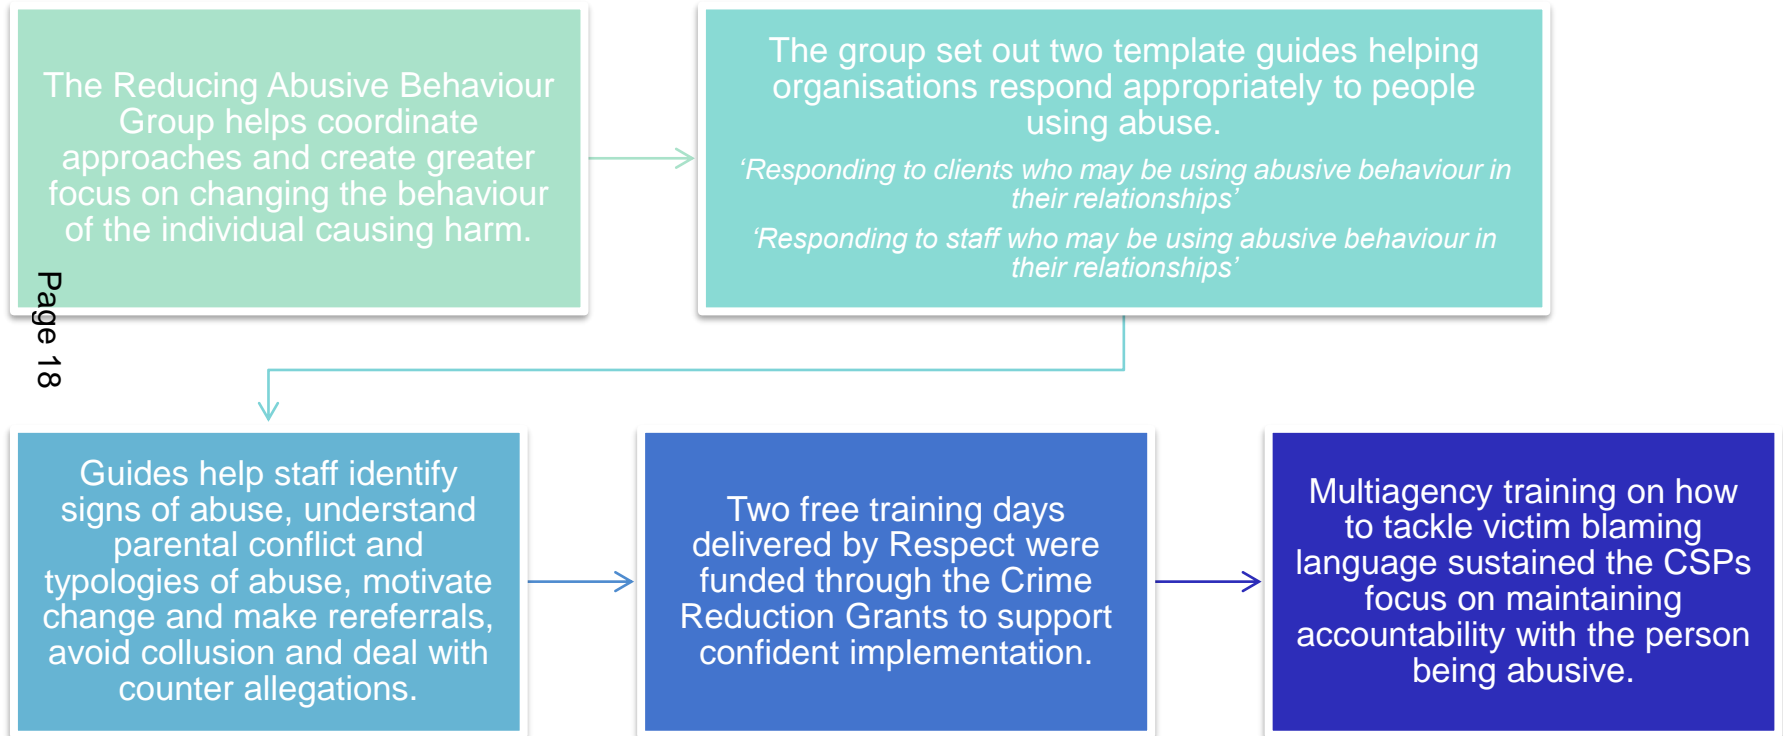 The Reducing Abusive Behaviour
Group helps coordinate
approaches and create greater
focus on changing the behaviour
of the individual causing harm.
The group set out two template guides helping
organisations respond appropriately to people
using abuse.
‘Responding to clients who may be using abusive behaviour in
their relationships’
‘Responding to staff who may be using abusive behaviour in
their relationships’
Page 18
Guides help staff identify
signs of abuse, understand
parental conflict and
typologies of abuse, motivate
change and make rereferrals,
avoid collusion and deal with
counter allegations.
Two free training days
delivered by Respect were
funded through the Crime
Reduction Grants to support
confident implementation.
Multiagency training on how
to tackle victim blaming
language sustained the CSPs
focus on maintaining
accountability with the person
being abusive.